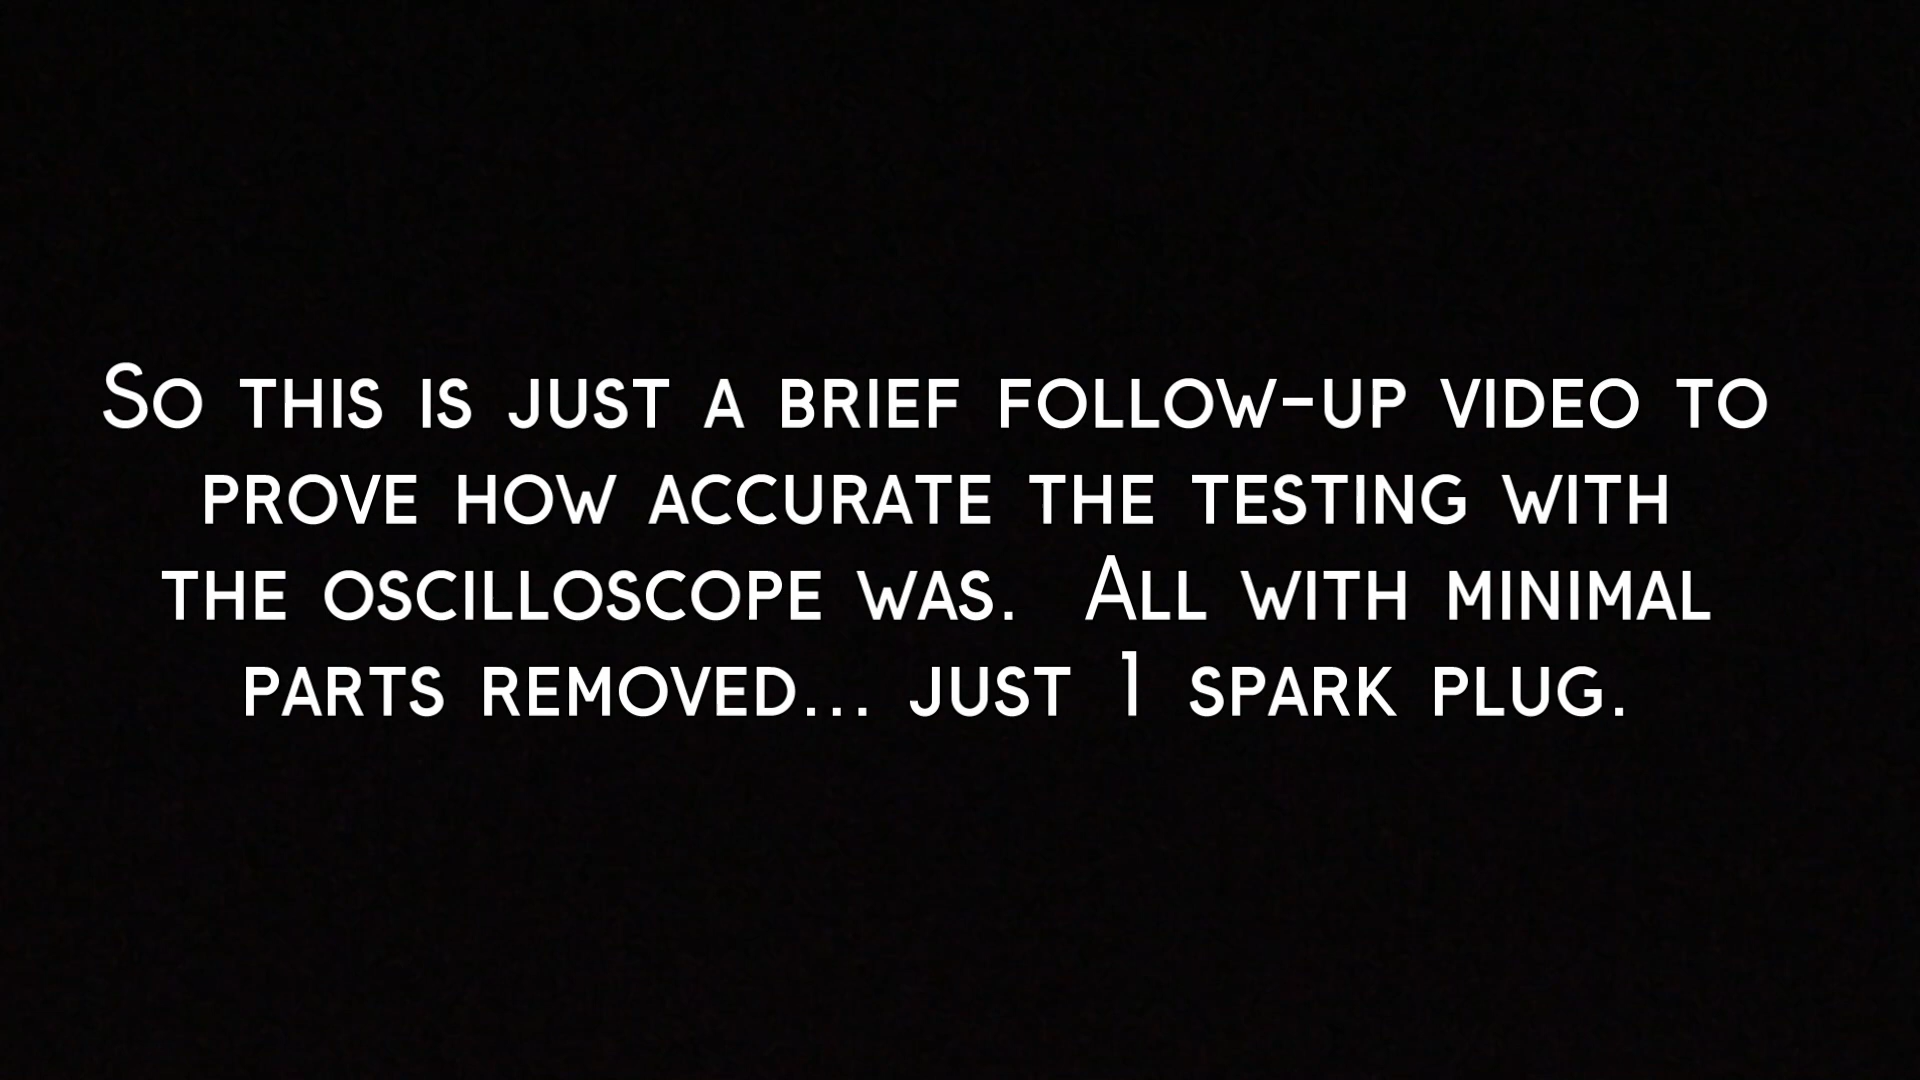 So this is just a brief follow-up video to
prove how accurate the testing with
the oscilloscope was.  All with minimal
parts removed... just 1 spark plug.